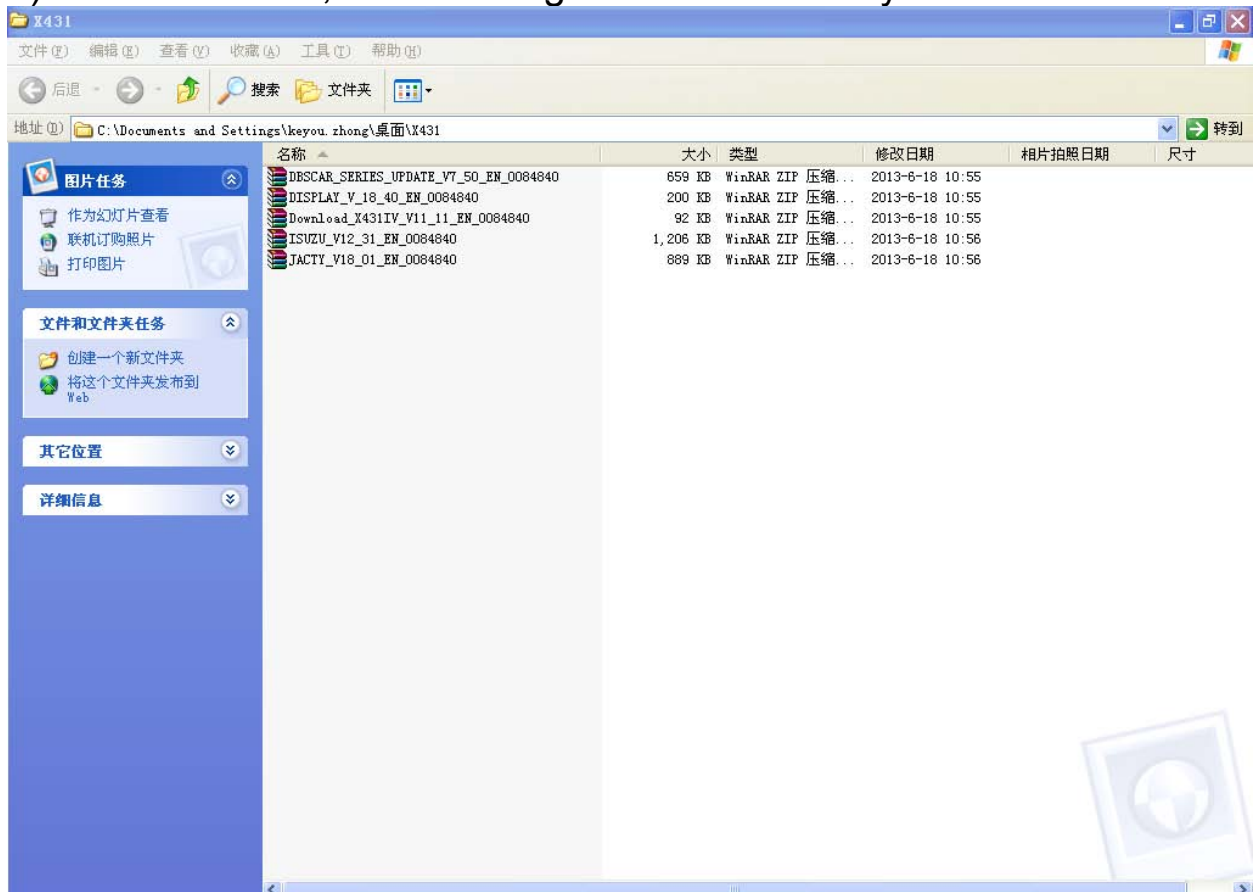 X431
文件(F) 编辑(E) 查看(V) 收藏(A) 工具(T) 帮助(H)
后退 搜索 文件夹
地址(D) C:\Documents and Settings\keyou.zhong\桌面\X431 转到
名称 大小 类型 修改日期 相片拍照日期 尺寸
DBSCAR_SERIES_UPDATE_V7_50_EN_0084840 659 KB WinRAR ZIP 压缩... 2013-6-18 10:55
DISPLAY_V_18_40_EN_0084840 200 KB WinRAR ZIP 压缩... 2013-6-18 10:55
Download_X431IV_V11_11_EN_0084840 92 KB WinRAR ZIP 压缩... 2013-6-18 10:55
ISUZU_V12_31_EN_0084840 1,206 KB WinRAR ZIP 压缩... 2013-6-18 10:56
JACTY_V18_01_EN_0084840 889 KB WinRAR ZIP 压缩... 2013-6-18 10:56
图片任务
作为幻灯片查看
联机订购照片
打印图片
文件和文件夹任务
创建一个新文件夹
将这个文件夹发布到
Web
其它位置
详细信息